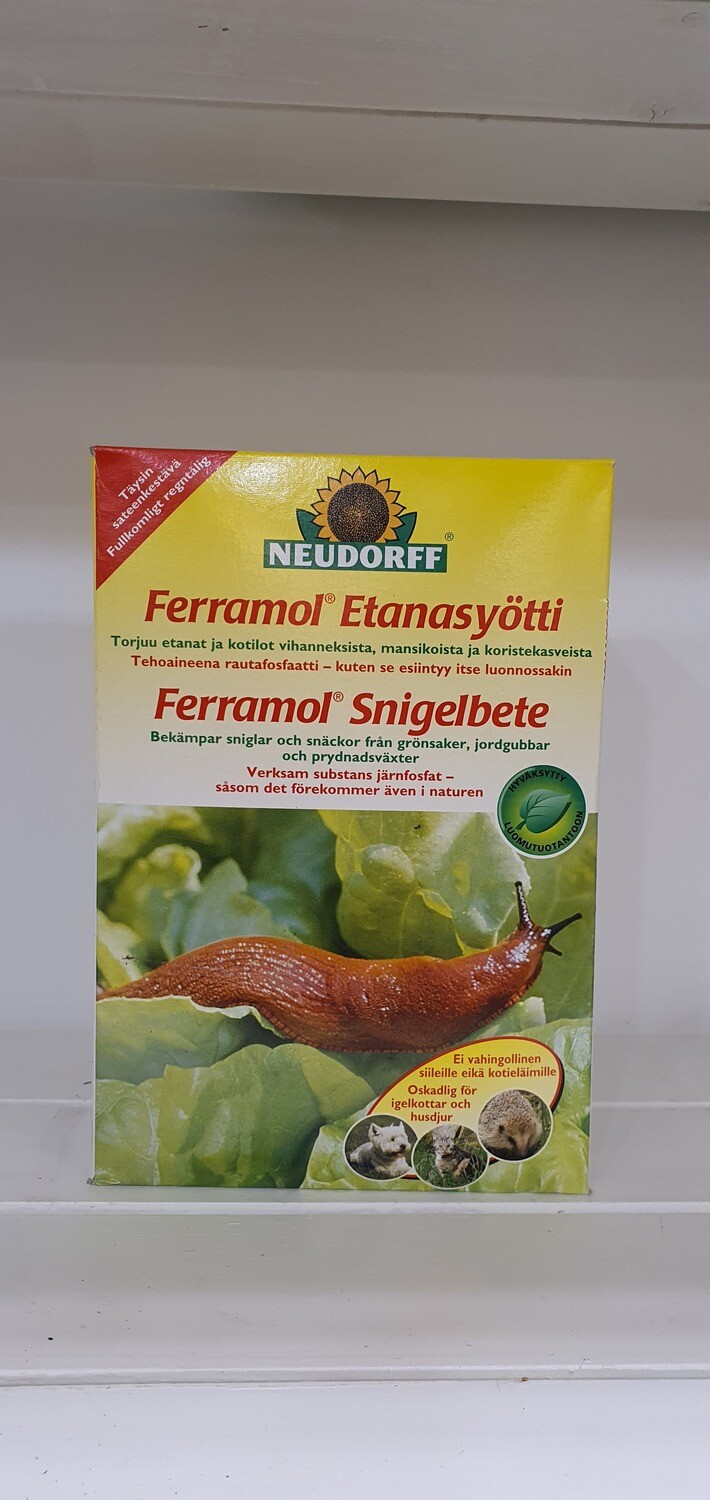 Täysin
sateenkestävä
Fullkomligt regntålig
NEUDORFF®
Ferramol® Etanasyötti
Torjuu etanat ja kotilot vihanneksista, mansikoista ja koristekasveista
Tehoaineena rautafosfaatti – kuten se esiintyy itse luonnossakin
Ferramol® Snigelbete
Bekämpar sniglar och snäckor från grönsaker, jordgubbar
och prydnadsväxter
Verksam substans järnfosfat –
såsom det förekommer även i naturen
HYVÄKSYTTY
LUOMUTUOTANTOON
Ei vahingollinen
siileille eikä kotieläimille
Oskadlig för
igelkottar och
husdjur